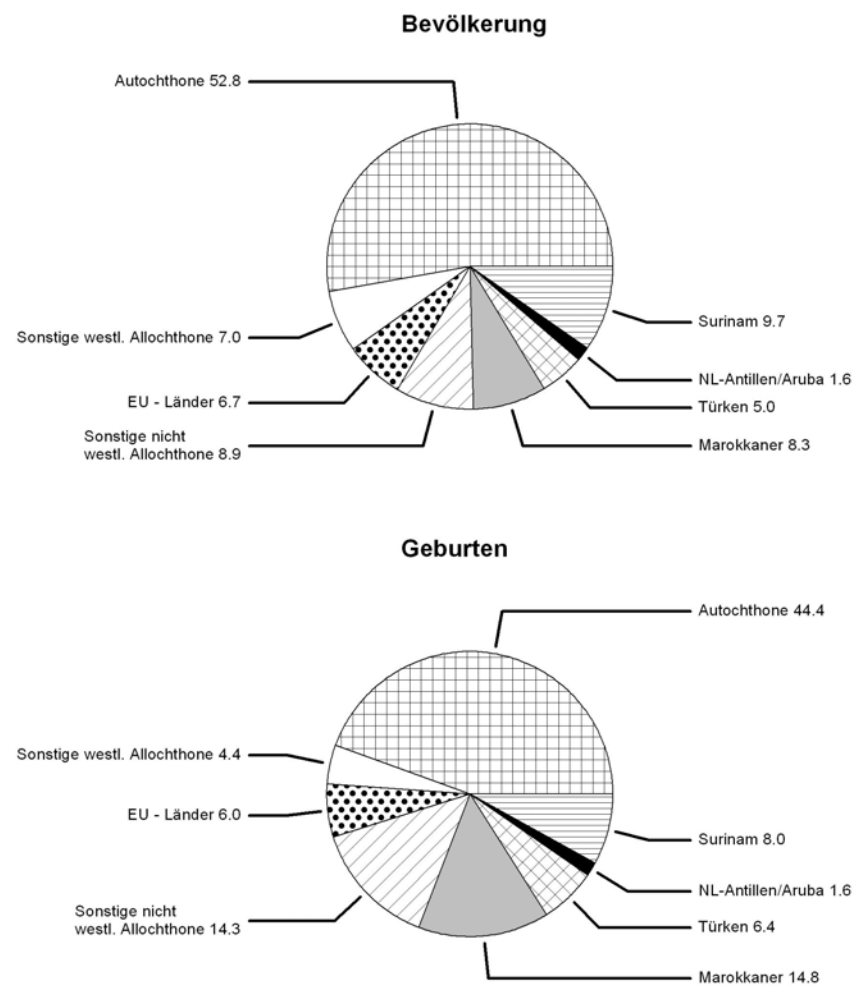 Bevölkerung
Autochthone 52.8
Surinam 9.7
Sonstige westl. Allochthone 7.0
NL-Antillen/Aruba 1.6
EU - Länder 6.7
Türken 5.0
Sonstige nicht
westl. Allochthone 8.9
Marokkaner 8.3
Geburten
Autochthone 44.4
Sonstige westl. Allochthone 4.4
EU - Länder 6.0
Surinam 8.0
NL-Antillen/Aruba 1.6
Sonstige nicht
westl. Allochthone 14.3
Türken 6.4
Marokkaner 14.8